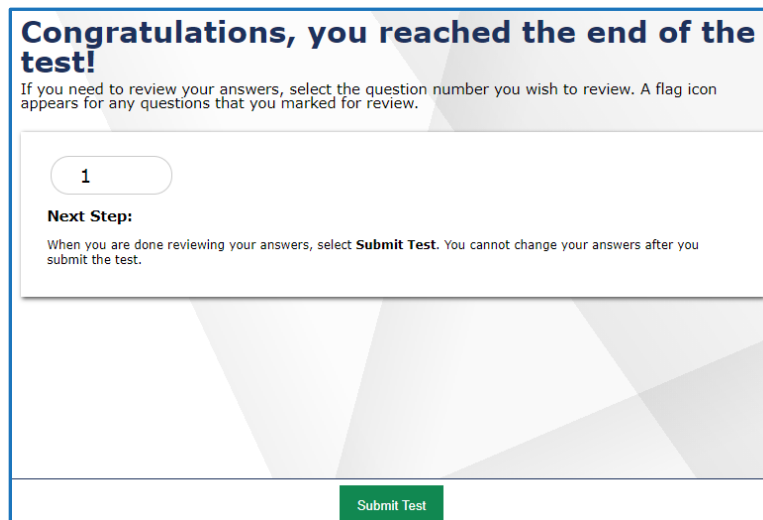 Congratulations, you reached the end of the
test!
If you need to review your answers, select the question number you wish to review. A flag icon
appears for any questions that you marked for review.
1
Next Step:
When you are done reviewing your answers, select Submit Test. You cannot change your answers after you
submit the test.
Submit Test